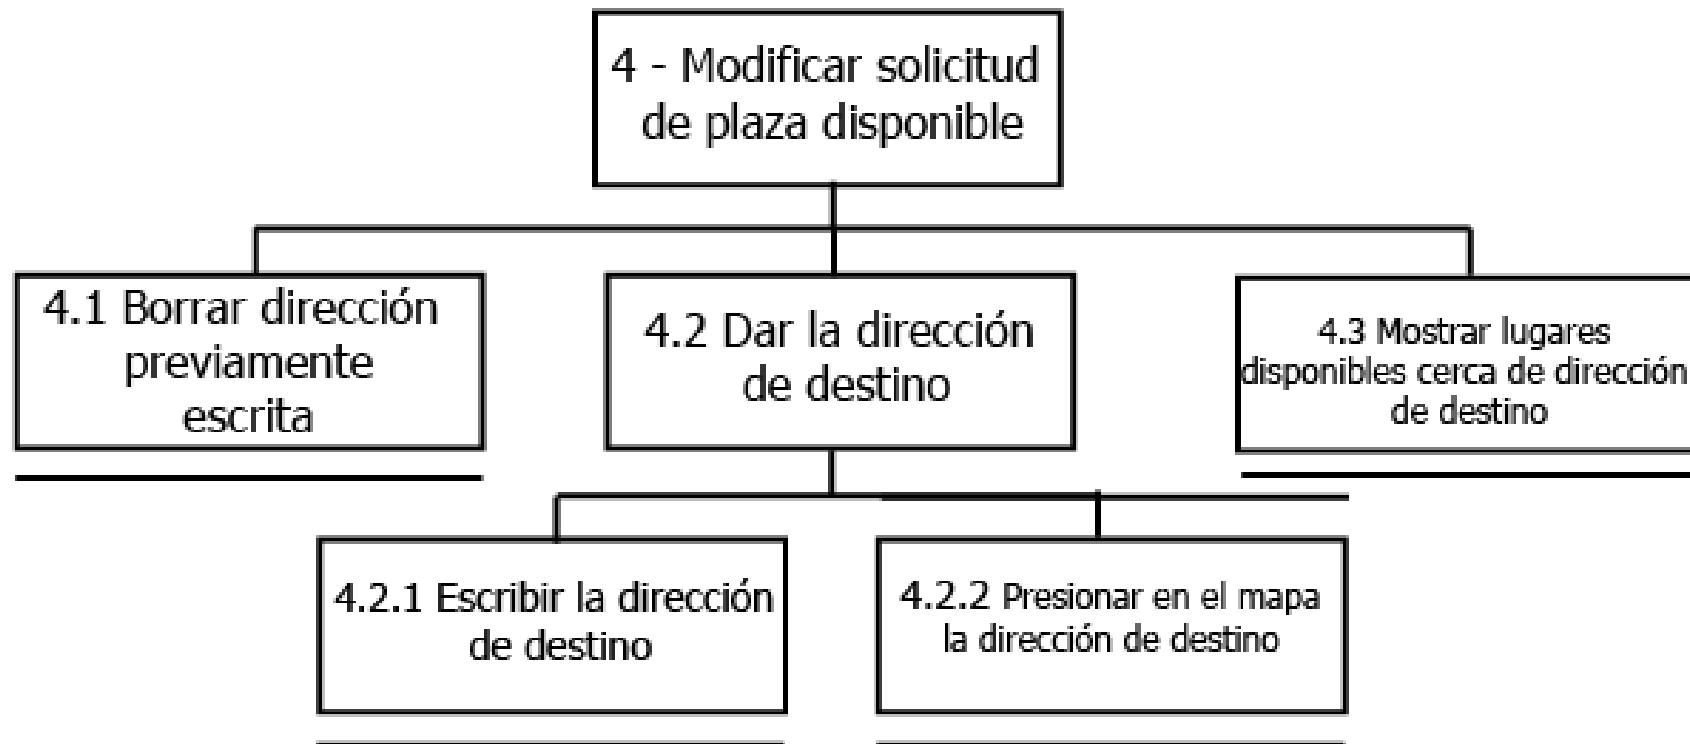 4 - Modificar solicitud
de plaza disponible
4.1 Borrar dirección
previamente
escrita
4.2 Dar la dirección
de destino
4.3 Mostrar lugares
disponibles cerca de dirección
de destino
4.2.1 Escribir la dirección
de destino
4.2.2 Presionar en el mapa
la dirección de destino